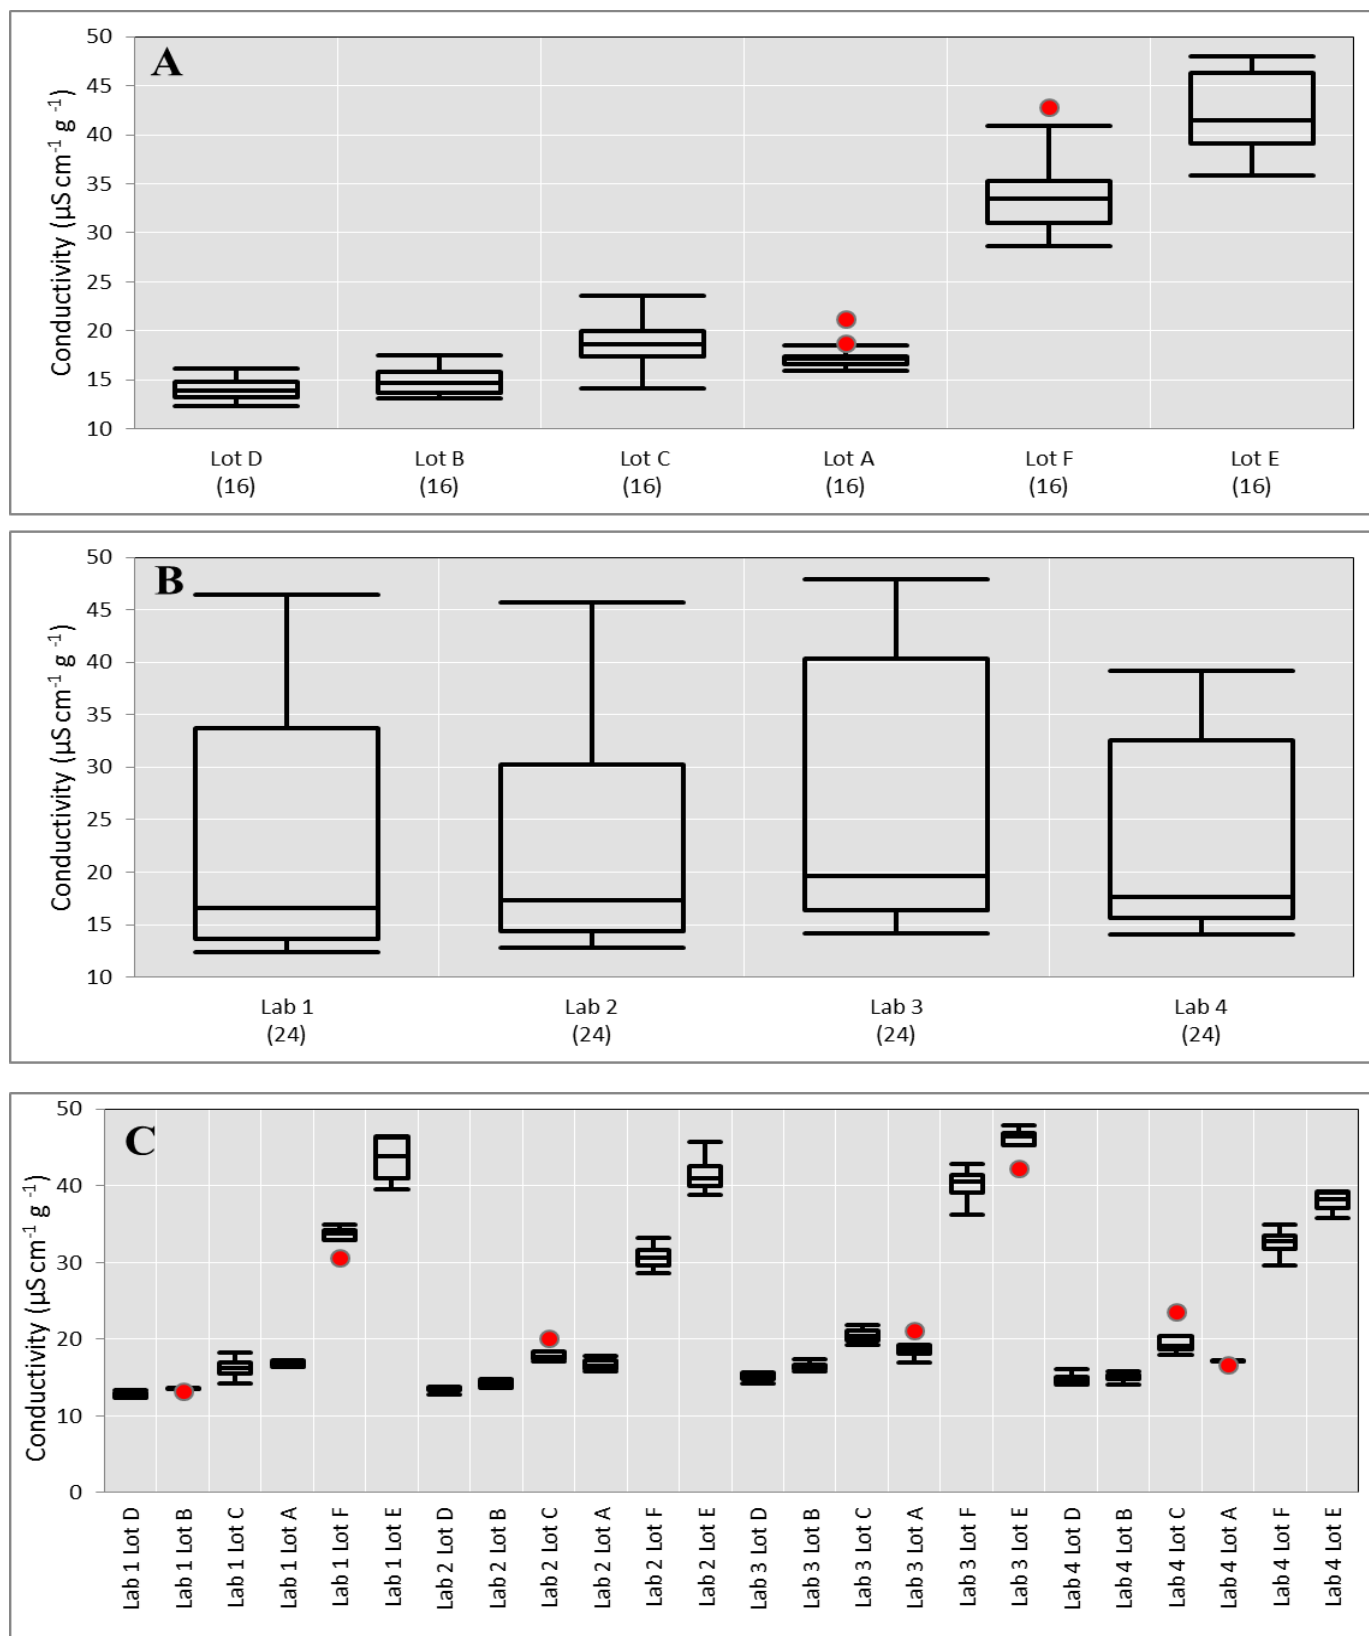 A
Conductivity (µS cm⁻¹ g ⁻¹)
50
45
40
35
30
25
20
15
10
Lot D Lot B Lot C Lot A Lot F Lot E
(16) (16) (16) (16) (16) (16)
B
Conductivity (µS cm⁻¹ g ⁻¹)
50
45
40
35
30
25
20
15
10
Lab 1 Lab 2 Lab 3 Lab 4
(24) (24) (24) (24)
C
Conductivity (µS cm⁻¹ g ⁻¹)
50
40
30
20
10
0
Lab 1 Lot D
Lab 1 Lot B
Lab 1 Lot C
Lab 1 Lot A
Lab 1 Lot F
Lab 1 Lot E
Lab 2 Lot D
Lab 2 Lot B
Lab 2 Lot C
Lab 2 Lot A
Lab 2 Lot F
Lab 2 Lot E
Lab 3 Lot D
Lab 3 Lot B
Lab 3 Lot C
Lab 3 Lot A
Lab 3 Lot F
Lab 3 Lot E
Lab 4 Lot D
Lab 4 Lot B
Lab 4 Lot C
Lab 4 Lot A
Lab 4 Lot F
Lab 4 Lot E